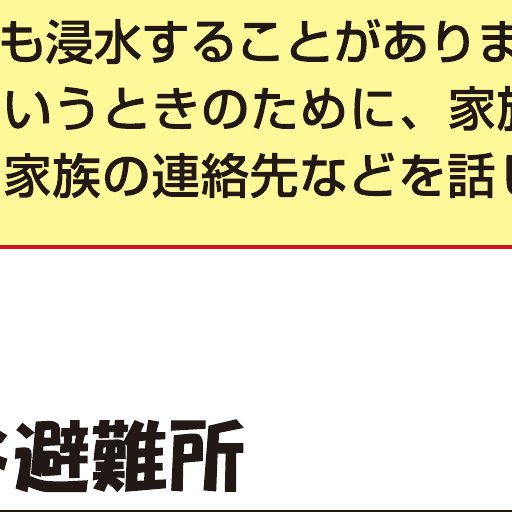 も浸水することがありま
いうときのために、家族
家族の連絡先などを話し
避難所